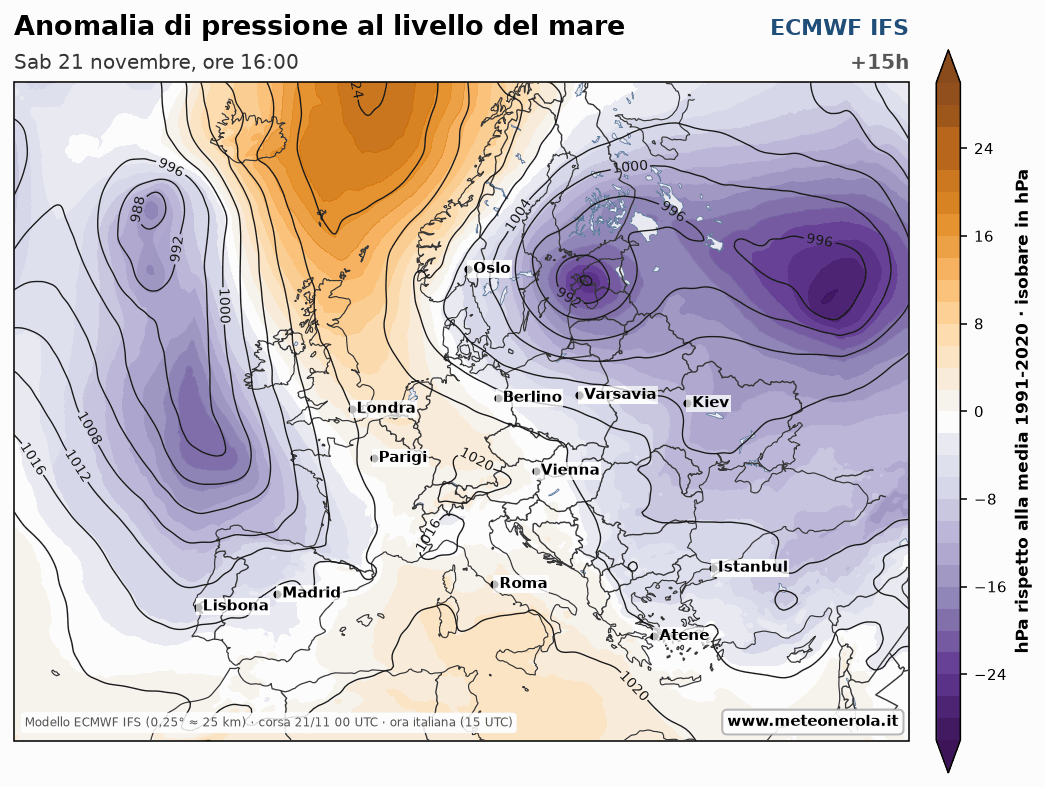 Anomalia di pressione al livello del mare
ECMWF IFS
Sab 21 novembre, ore 16:00
+15h
24
996
988
992
1000
1004
1000
996
996
992
Oslo
Londra
Berlino
Varsavia
Kiev
1008
1012
1016
Parigi
1020
Vienna
1016
Istanbul
Roma
Madrid
Lisbona
Atene
1020
Modello ECMWF IFS (0,25° ≈ 25 km) · corsa 21/11 00 UTC · ora italiana (15 UTC)
www.meteonerola.it
24
16
8
0
−8
−16
−24
hPa rispetto alla media 1991-2020 · isobare in hPa